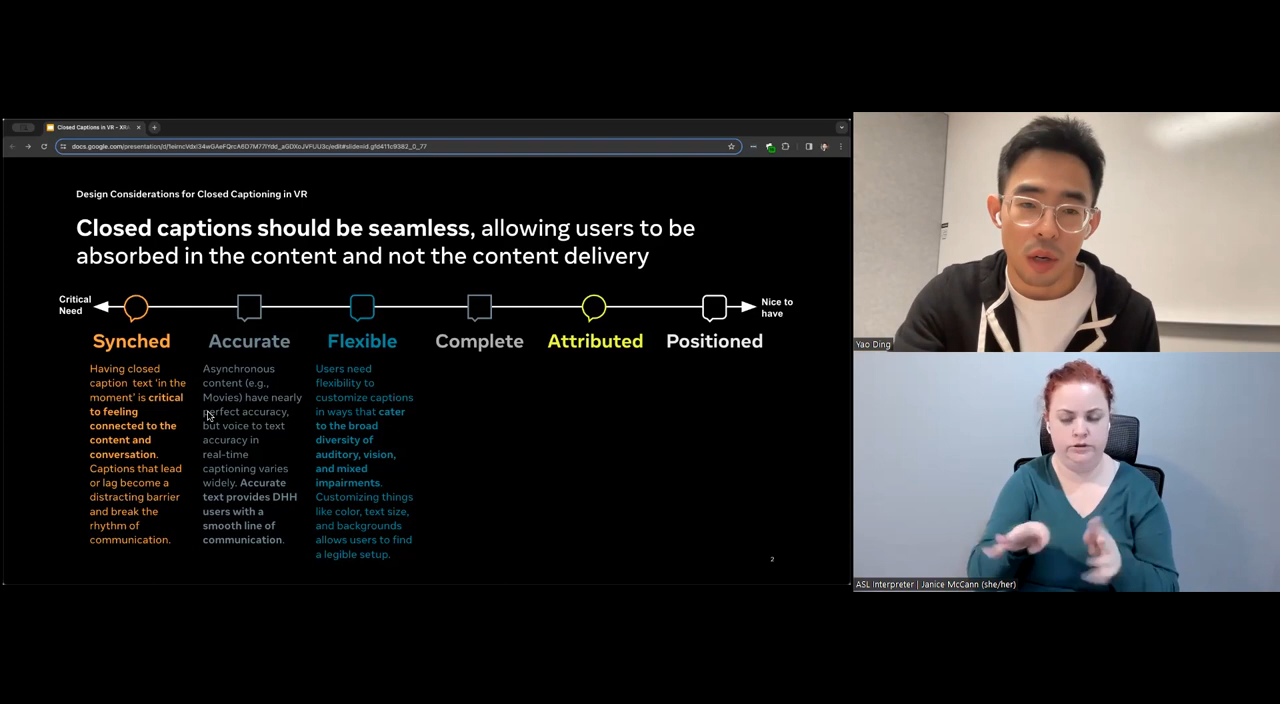 Closed Captions in VR - XRA
Design Considerations for Closed Captioning in VR
Closed captions should be seamless, allowing users to be
absorbed in the content and not the content delivery
Critical
Need
Nice to
have
Synched
Accurate
Flexible
Complete
Attributed
Positioned
Having closed
caption text ‘in the
moment’ is critical
to feeling
connected to the
content and
conversation.
Captions that lead
or lag become a
distracting barrier
and break the
rhythm of
communication.
Asynchronous
content (e.g.,
Movies) have nearly
perfect accuracy,
but voice to text
accuracy in
real-time
captioning varies
widely. Accurate
text provides DHH
users with a
smooth line of
communication.
Users need
flexibility to
customize captions
in ways that cater
to the broad
diversity of
auditory, vision,
and mixed
impairments.
Customizing things
like color, text size,
and backgrounds
allows users to find
a legible setup.
2
Yao Ding
ASL Interpreter | Janice McCann (she/her)